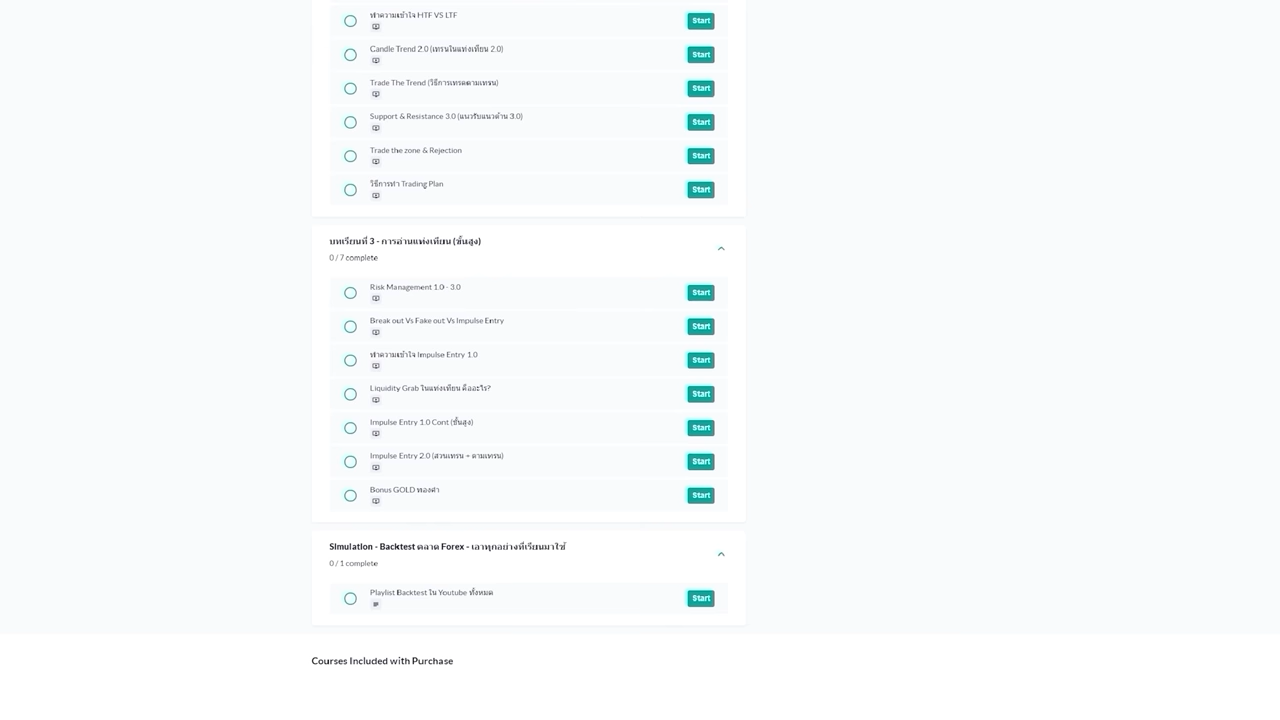 ทำความเข้าใจ HTF VS LTF
Start
Candle Trend 2.0 (เทรนในแท่งเทียน 2.0)
Start
Trade The Trend (วิธีการเทรดตามเทรน)
Start
Support & Resistance 3.0 (แนวรับแนวต้าน 3.0)
Start
Trade the zone & Rejection
Start
วิธีการทำ Trading Plan
Start
บทเรียนที่ 3 - การอ่านแท่งเทียน (ขั้นสูง)
0 / 7 complete
Risk Management 1.0 - 3.0
Start
Break out Vs Fake out Vs Impulse Entry
Start
ทำความเข้าใจ Impulse Entry 1.0
Start
Liquidity Grab ในแท่งเทียน คืออะไร?
Start
Impulse Entry 1.0 Cont (ขั้นสูง)
Start
Impulse Entry 2.0 (สวนเทรน + ตามเทรน)
Start
Bonus GOLD ทองคำ
Start
Simulation - Backtest ตลาด Forex - เอาทุกอย่างที่เรียนมาใช้
0 / 1 complete
Playlist Backtest ใน Youtube ทั้งหมด
Start
Courses Included with Purchase